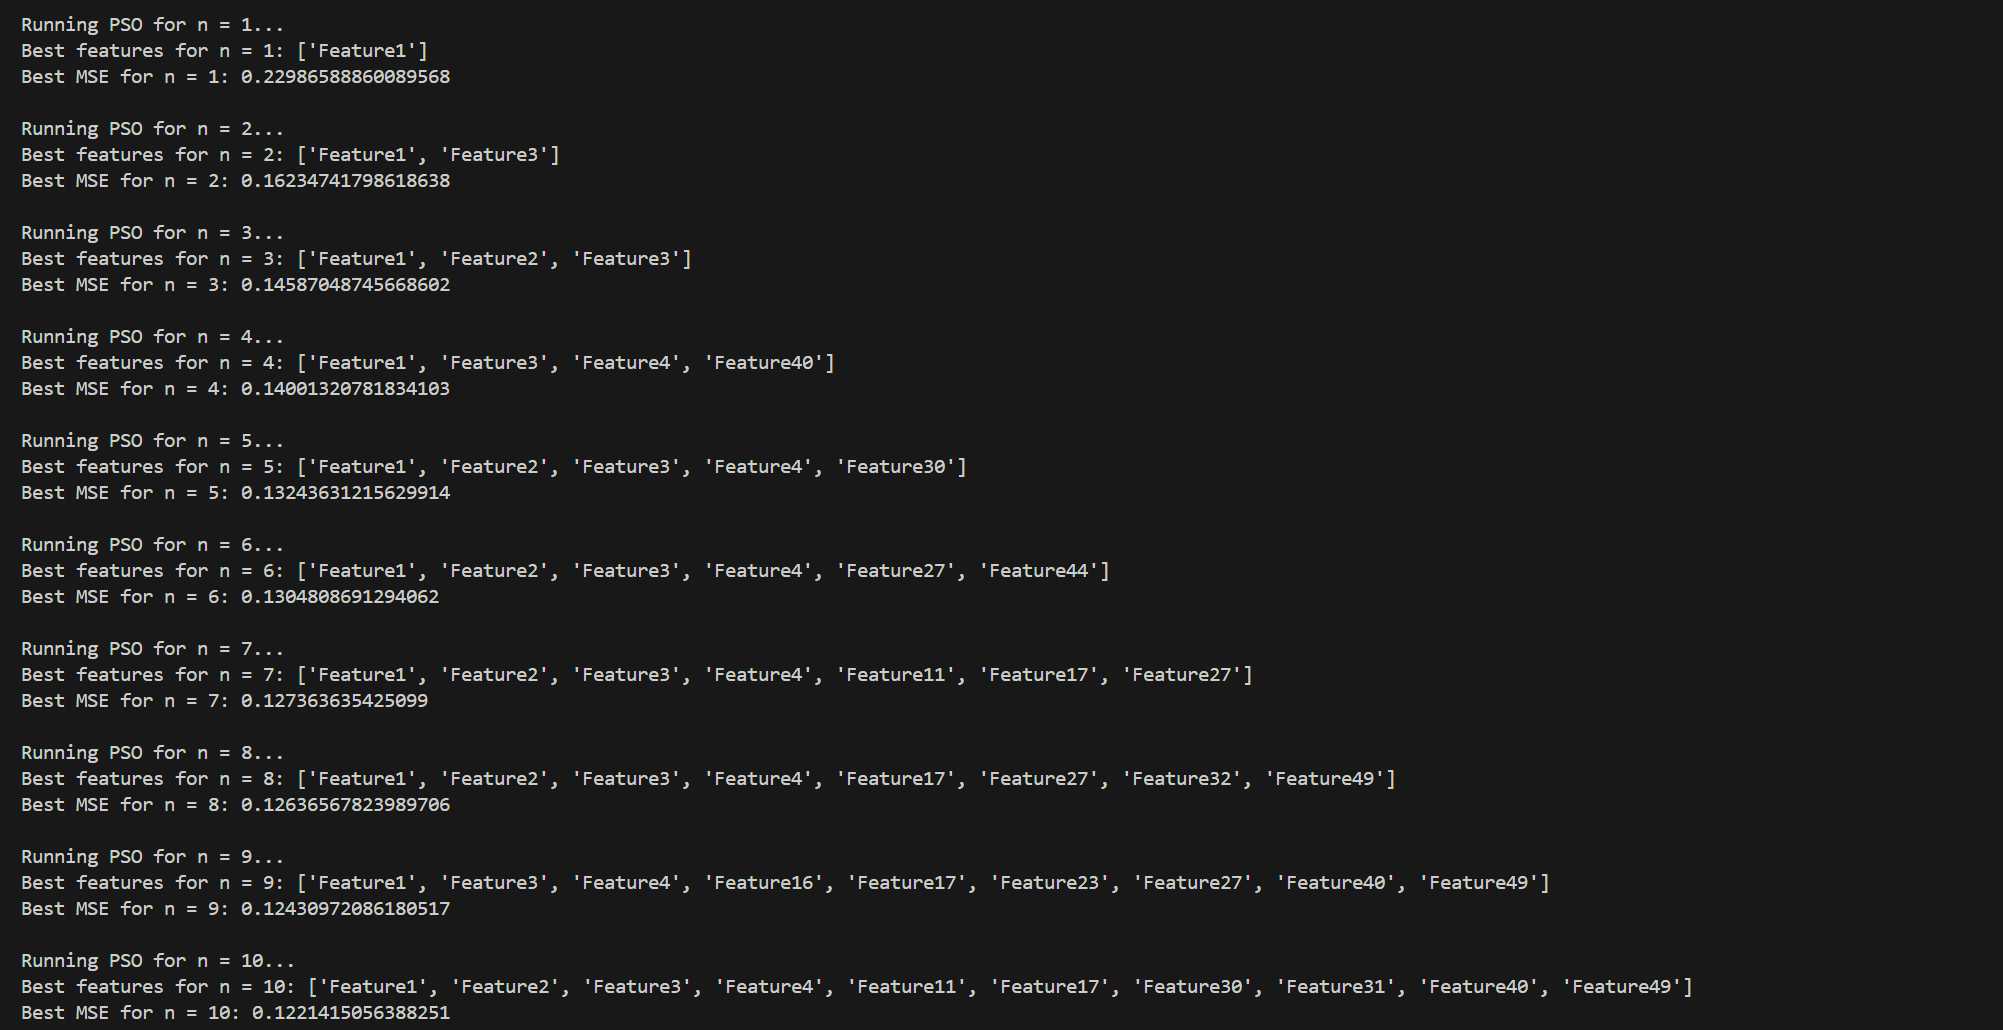 Running PSO for n = 1...
Best features for n = 1: ['Feature1']
Best MSE for n = 1: 0.22986588860089568
Running PSO for n = 2...
Best features for n = 2: ['Feature1', 'Feature3']
Best MSE for n = 2: 0.16234741798618638
Running PSO for n = 3...
Best features for n = 3: ['Feature1', 'Feature2', 'Feature3']
Best MSE for n = 3: 0.14587048745668602
Running PSO for n = 4...
Best features for n = 4: ['Feature1', 'Feature3', 'Feature4', 'Feature40']
Best MSE for n = 4: 0.14001320781834103
Running PSO for n = 5...
Best features for n = 5: ['Feature1', 'Feature2', 'Feature3', 'Feature4', 'Feature30']
Best MSE for n = 5: 0.13243631215629914
Running PSO for n = 6...
Best features for n = 6: ['Feature1', 'Feature2', 'Feature3', 'Feature4', 'Feature27', 'Feature44']
Best MSE for n = 6: 0.1304808691294062
Running PSO for n = 7...
Best features for n = 7: ['Feature1', 'Feature2', 'Feature3', 'Feature4', 'Feature11', 'Feature17', 'Feature27']
Best MSE for n = 7: 0.127363635425099
Running PSO for n = 8...
Best features for n = 8: ['Feature1', 'Feature2', 'Feature3', 'Feature4', 'Feature17', 'Feature27', 'Feature32', 'Feature49']
Best MSE for n = 8: 0.12636567823989706
Running PSO for n = 9...
Best features for n = 9: ['Feature1', 'Feature3', 'Feature4', 'Feature16', 'Feature17', 'Feature23', 'Feature27', 'Feature40', 'Feature49']
Best MSE for n = 9: 0.12430972086180517
Running PSO for n = 10...
Best features for n = 10: ['Feature1', 'Feature2', 'Feature3', 'Feature4', 'Feature11', 'Feature17', 'Feature30', 'Feature31', 'Feature40', 'Feature49']
Best MSE for n = 10: 0.1221415056388251